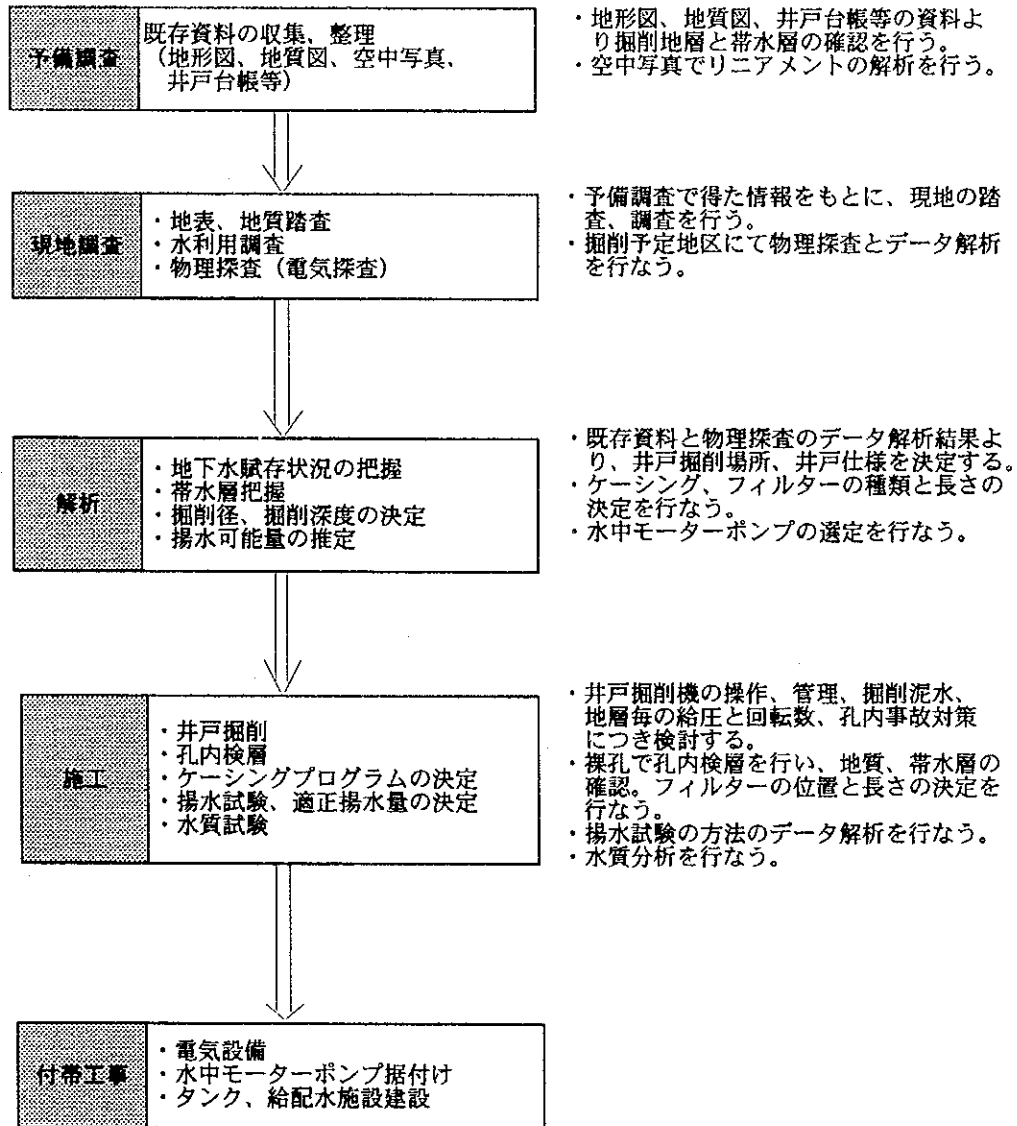 予備調査
既存資料の収集、整理
（地形図、地質図、空中写真、
井戸台帳等）
・地形図、地質図、井戸台帳等の資料よ
り掘削地層と帯水層の確認を行う。
・空中写真でリニアメントの解析を行う。
現地調査
・地表、地質踏査
・水利用調査
・物理探査（電気探査）
・予備調査で得た情報をもとに、現地の踏
査、調査を行う。
・掘削予定地区にて物理探査とデータ解析
を行なう。
解析
・地下水賦存状況の把握
・帯水層把握
・掘削径、掘削深度の決定
・揚水可能量の推定
・既存資料と物理探査のデータ解析結果よ
り、井戸掘削場所、井戸仕様を決定する。
・ケーシング、フィルターの種類と長さの
決定を行なう。
・水中モーターポンプの選定を行なう。
施工
・井戸掘削
・孔内検層
・ケーシングプログラムの決定
・揚水試験、適正揚水量の決定
・水質試験
・井戸掘削機の操作、管理、掘削泥水、
地層毎の給圧と回転数、孔内事故対策
につき検討する。
・裸孔で孔内検層を行い、地質、帯水層の
確認。フィルターの位置と長さの決定を
行なう。
・揚水試験の方法のデータ解析を行なう。
・水質分析を行なう。
付帯工事
・電気設備
・水中モーターポンプ据付け
・タンク、給配水施設建設